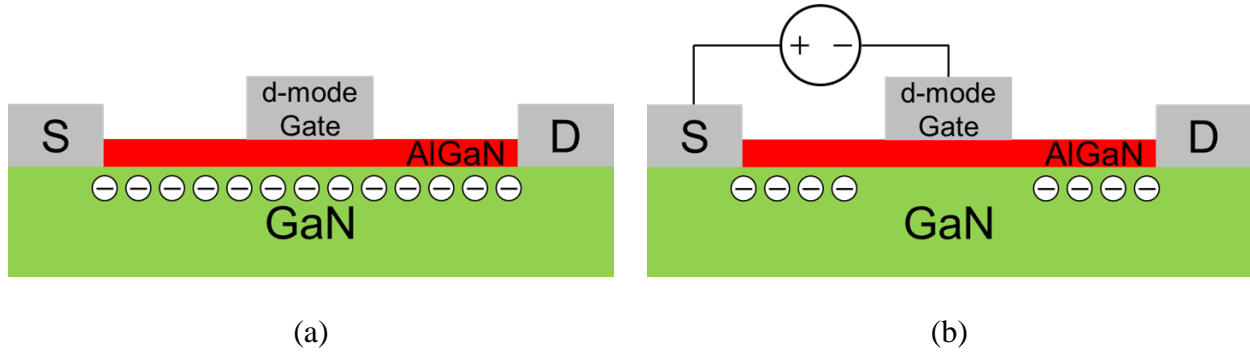 d-mode
Gate
S
D
AlGaN
GaN
(a)
+ −
d-mode
Gate
S
D
AlGaN
GaN
(b)